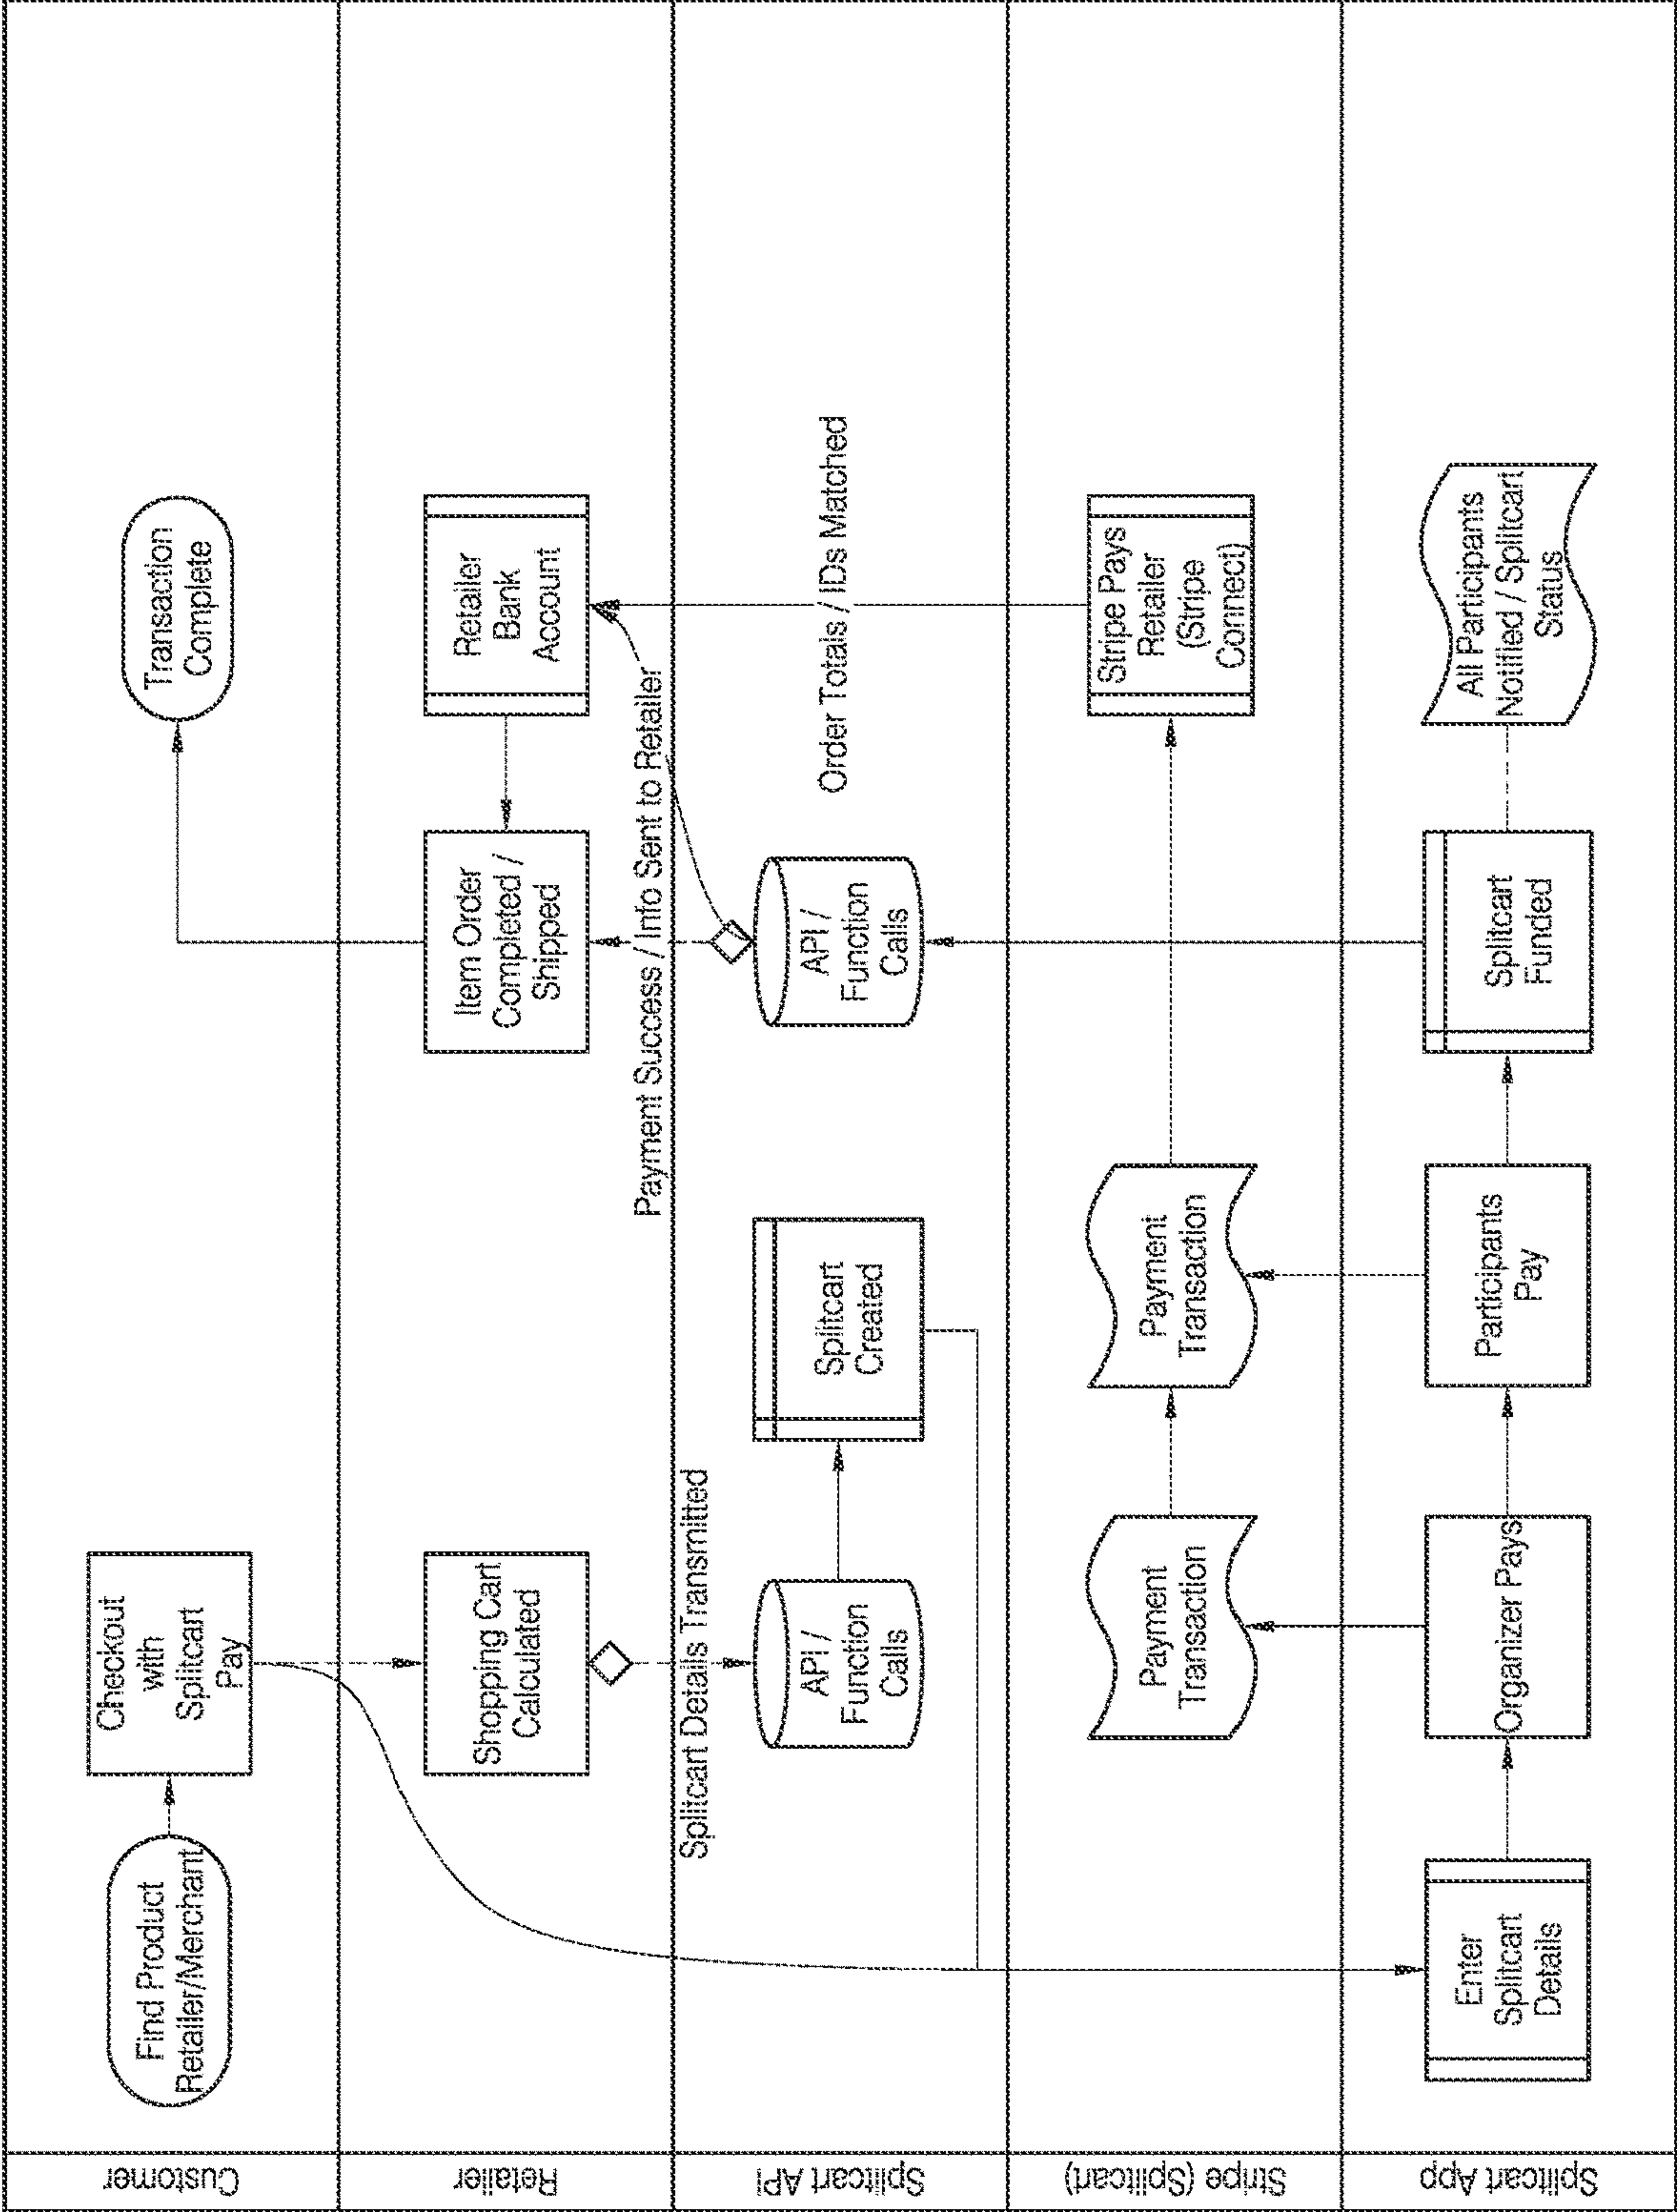 Customer
Find Product
Retailer/Merchant
Checkout
with
Splitcart
Pay
Transaction
Complete
Retailer
Shopping Cart
Calculated
Item Order
Completed /
Shipped
Retailer
Bank
Account
Payment Success / Info Sent to Retailer
Splitcart API
Splitcart Details Transmitted
API /
Function
Calls
Splitcart
Created
API /
Function
Calls
Order Totals / IDs Matched
Stripe (Splitcart)
Payment
Transaction
Payment
Transaction
Stripe Pays
Retailer
(Stripe
Connect)
Splitcart App
Enter
Splitcart
Details
Organizer Pays
Participants
Pay
Splitcart
Funded
All Participants
Notified / Splitcart
Status